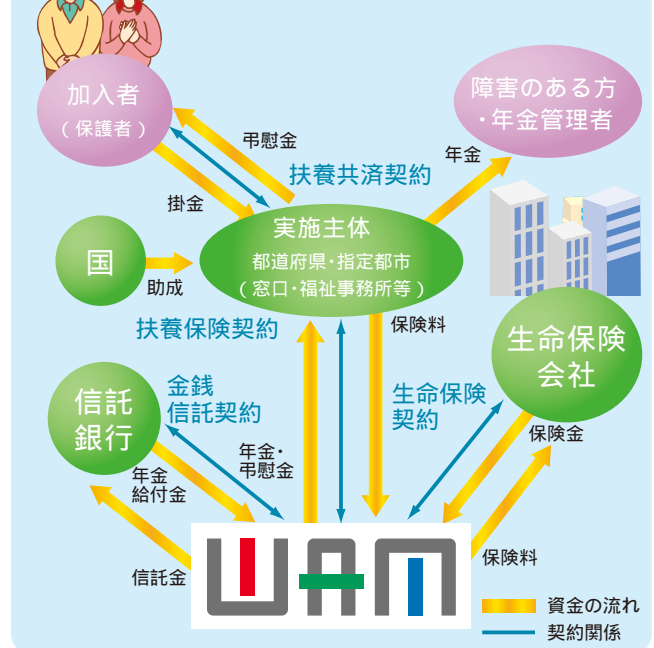 加入者
（保護者）
障害のある方
・年金管理者
弔慰金
年金
扶養共済契約
掛金
実施主体
都道府県・指定都市
（窓口・福祉事務所等）
国
助成
扶養保険契約
保険料
生命保険
会社
信託
銀行
金銭
信託契約
生命保険
契約
年金・
弔慰金
保険金
年金
給付金
信託金
WAM
保険料
資金の流れ
契約関係